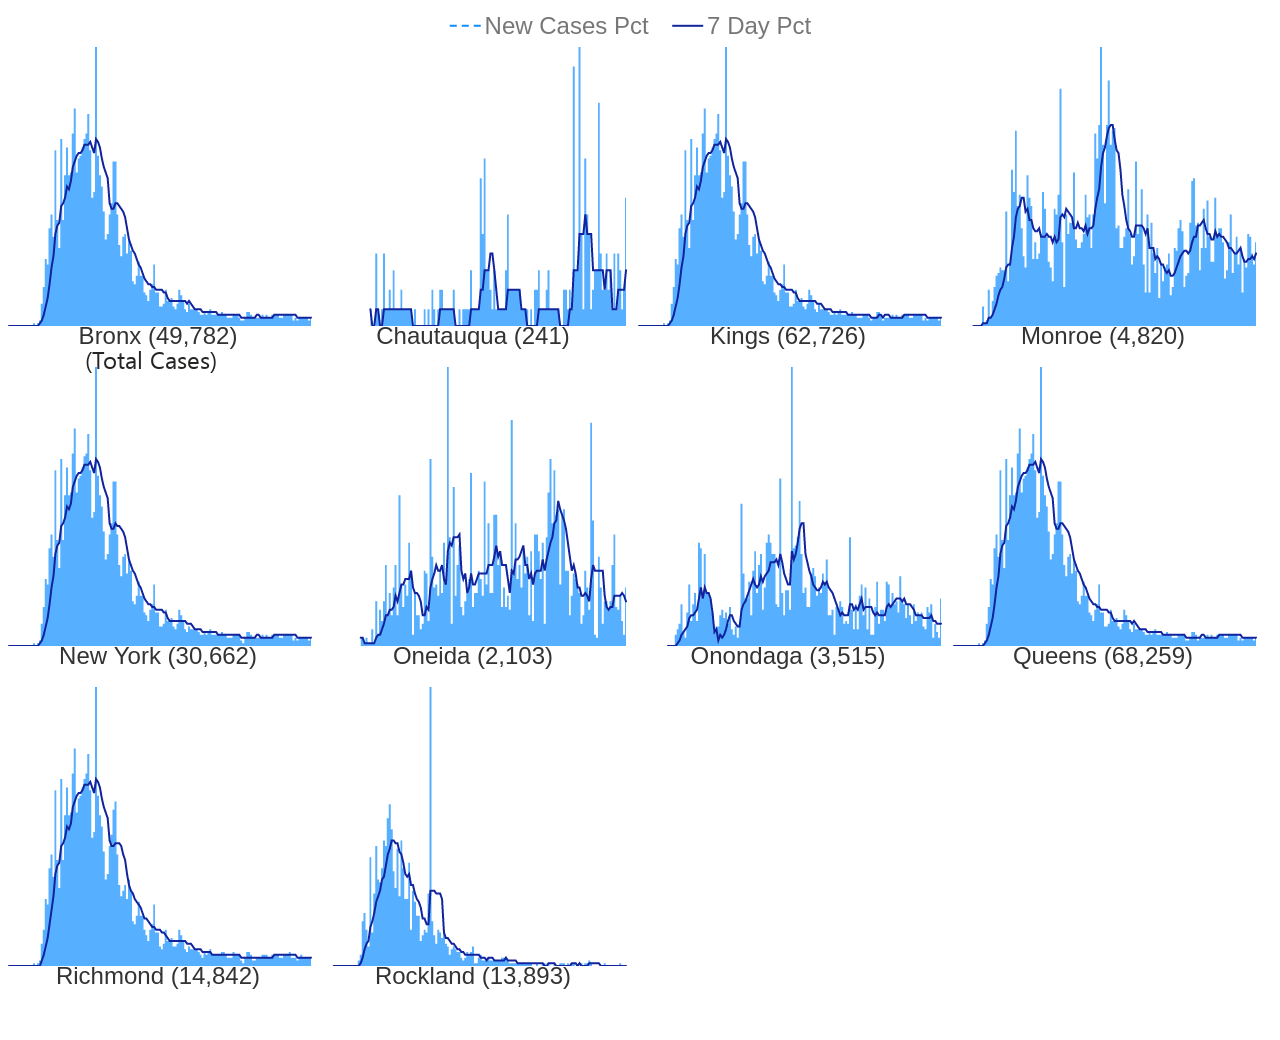 New Cases Pct 7 Day Pct
Bronx (49,782) Chautauqua (241) Kings (62,726) Monroe (4,820)
(Total Cases)
New York (30,662) Oneida (2,103) Onondaga (3,515) Queens (68,259)
Richmond (14,842) Rockland (13,893)